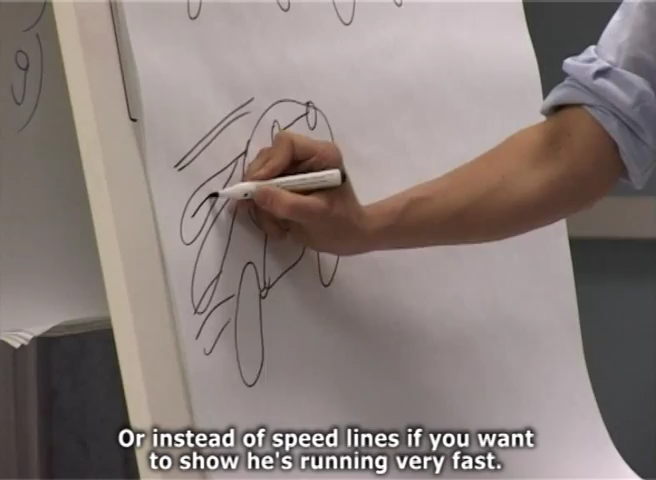 Or instead of speed lines if you want
to show he's running very fast.